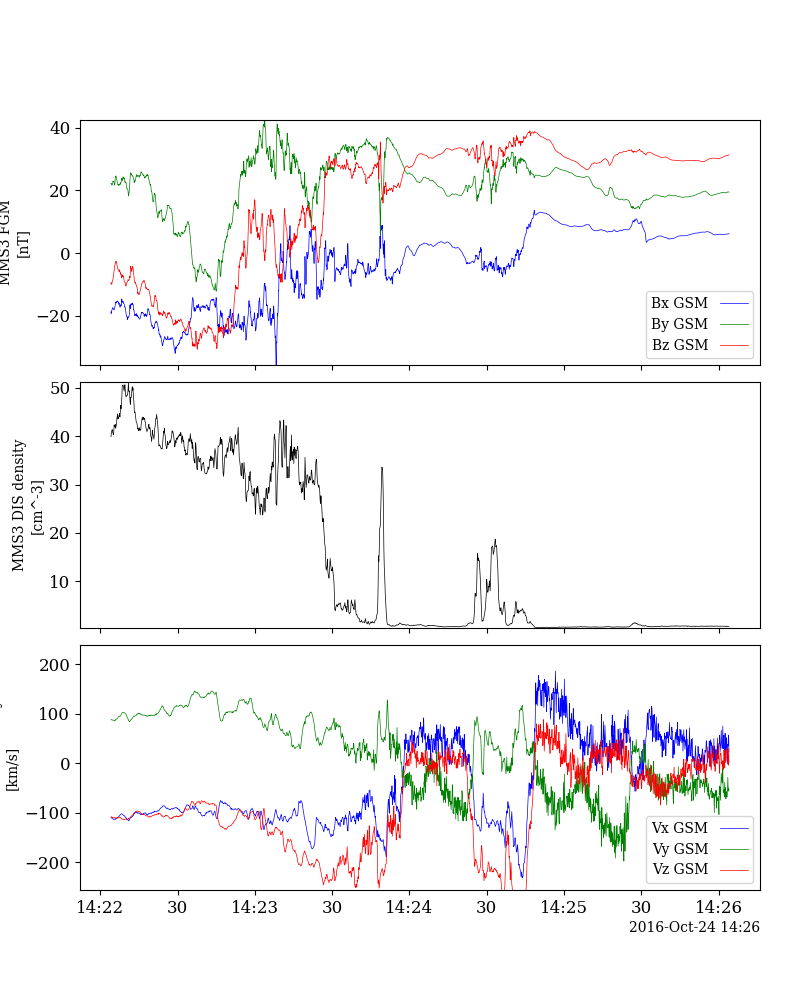 40
20
0
−20
MMS3 FGM
[nT]
Bx GSM
By GSM
Bz GSM
50
40
30
20
10
MMS3 DIS density
[cm^-3]
200
100
0
−100
−200
[km/s]
Vx GSM
Vy GSM
Vz GSM
14:22
30
14:23
30
14:24
30
14:25
30
14:26
2016-Oct-24 14:26